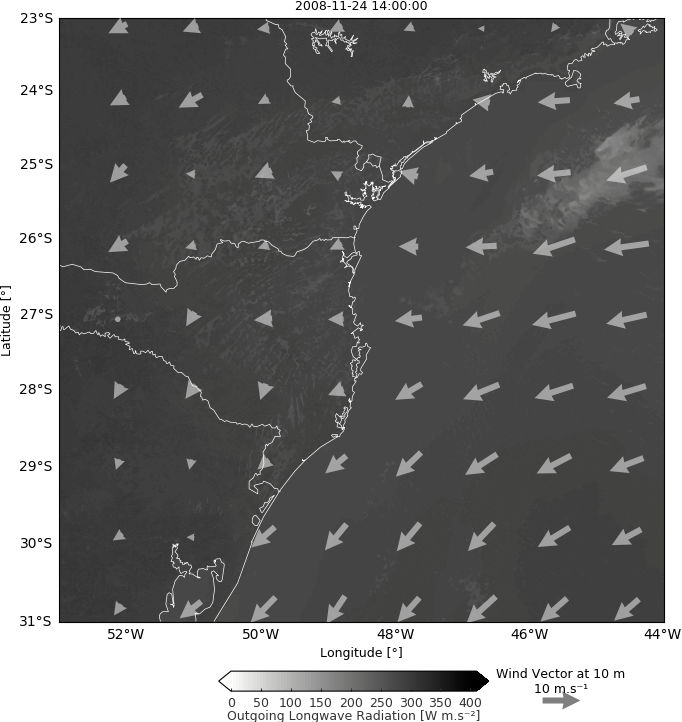 2008-11-24 14:00:00
23°S
24°S
25°S
26°S
27°S
28°S
29°S
30°S
31°S
Latitude [°]
52°W 50°W 48°W 46°W 44°W
Longitude [°]
0 50 100 150 200 250 300 350 400
Outgoing Longwave Radiation [W m.s⁻²]
Wind Vector at 10 m
10 m.s⁻¹